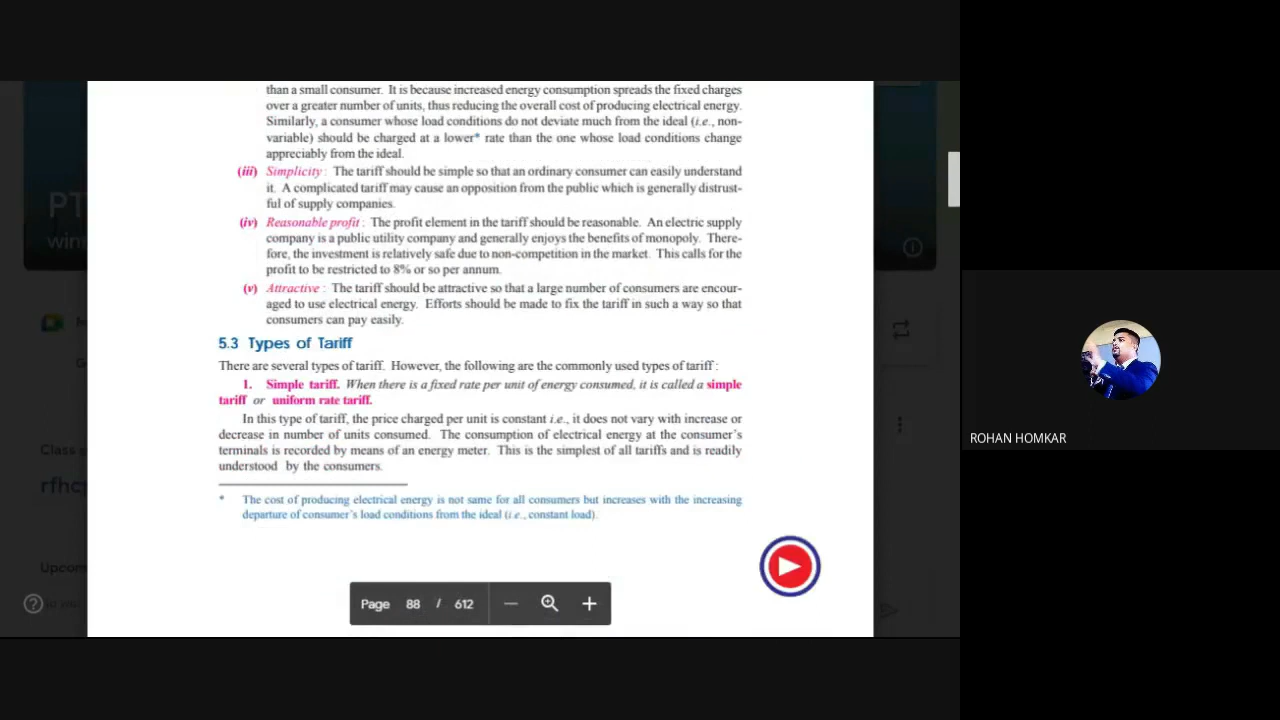 than a small consumer. It is because increased energy consumption spreads the fixed charges
over a greater number of units, thus reducing the overall cost of producing electrical energy.
Similarly, a consumer whose load conditions do not deviate much from the ideal (i.e., non-
variable) should be charged at a lower* rate than the one whose load conditions change
appreciably from the ideal.
(iii) Simplicity : The tariff should be simple so that an ordinary consumer can easily understand
it. A complicated tariff may cause an opposition from the public which is generally distrust-
ful of supply companies.
(iv) Reasonable profit : The profit element in the tariff should be reasonable. An electric supply
company is a public utility company and generally enjoys the benefits of monopoly. There-
fore, the investment is relatively safe due to non-competition in the market. This calls for the
profit to be restricted to 8% or so per annum.
(v) Attractive : The tariff should be attractive so that a large number of consumers are encour-
aged to use electrical energy. Efforts should be made to fix the tariff in such a way so that
consumers can pay easily.
5.3 Types of Tariff
There are several types of tariff. However, the following are the commonly used types of tariff :
1. Simple tariff. When there is a fixed rate per unit of energy consumed, it is called a simple
tariff or uniform rate tariff.
In this type of tariff, the price charged per unit is constant i.e., it does not vary with increase or
decrease in number of units consumed. The consumption of electrical energy at the consumer's
terminals is recorded by means of an energy meter. This is the simplest of all tariffs and is readily
understood by the consumers.
* The cost of producing electrical energy is not same for all consumers but increases with the increasing
departure of consumer's load conditions from the ideal (i.e., constant load).
Page 88 / 612
ROHAN HOMKAR
PT
win
Class
rfhc
Upcom